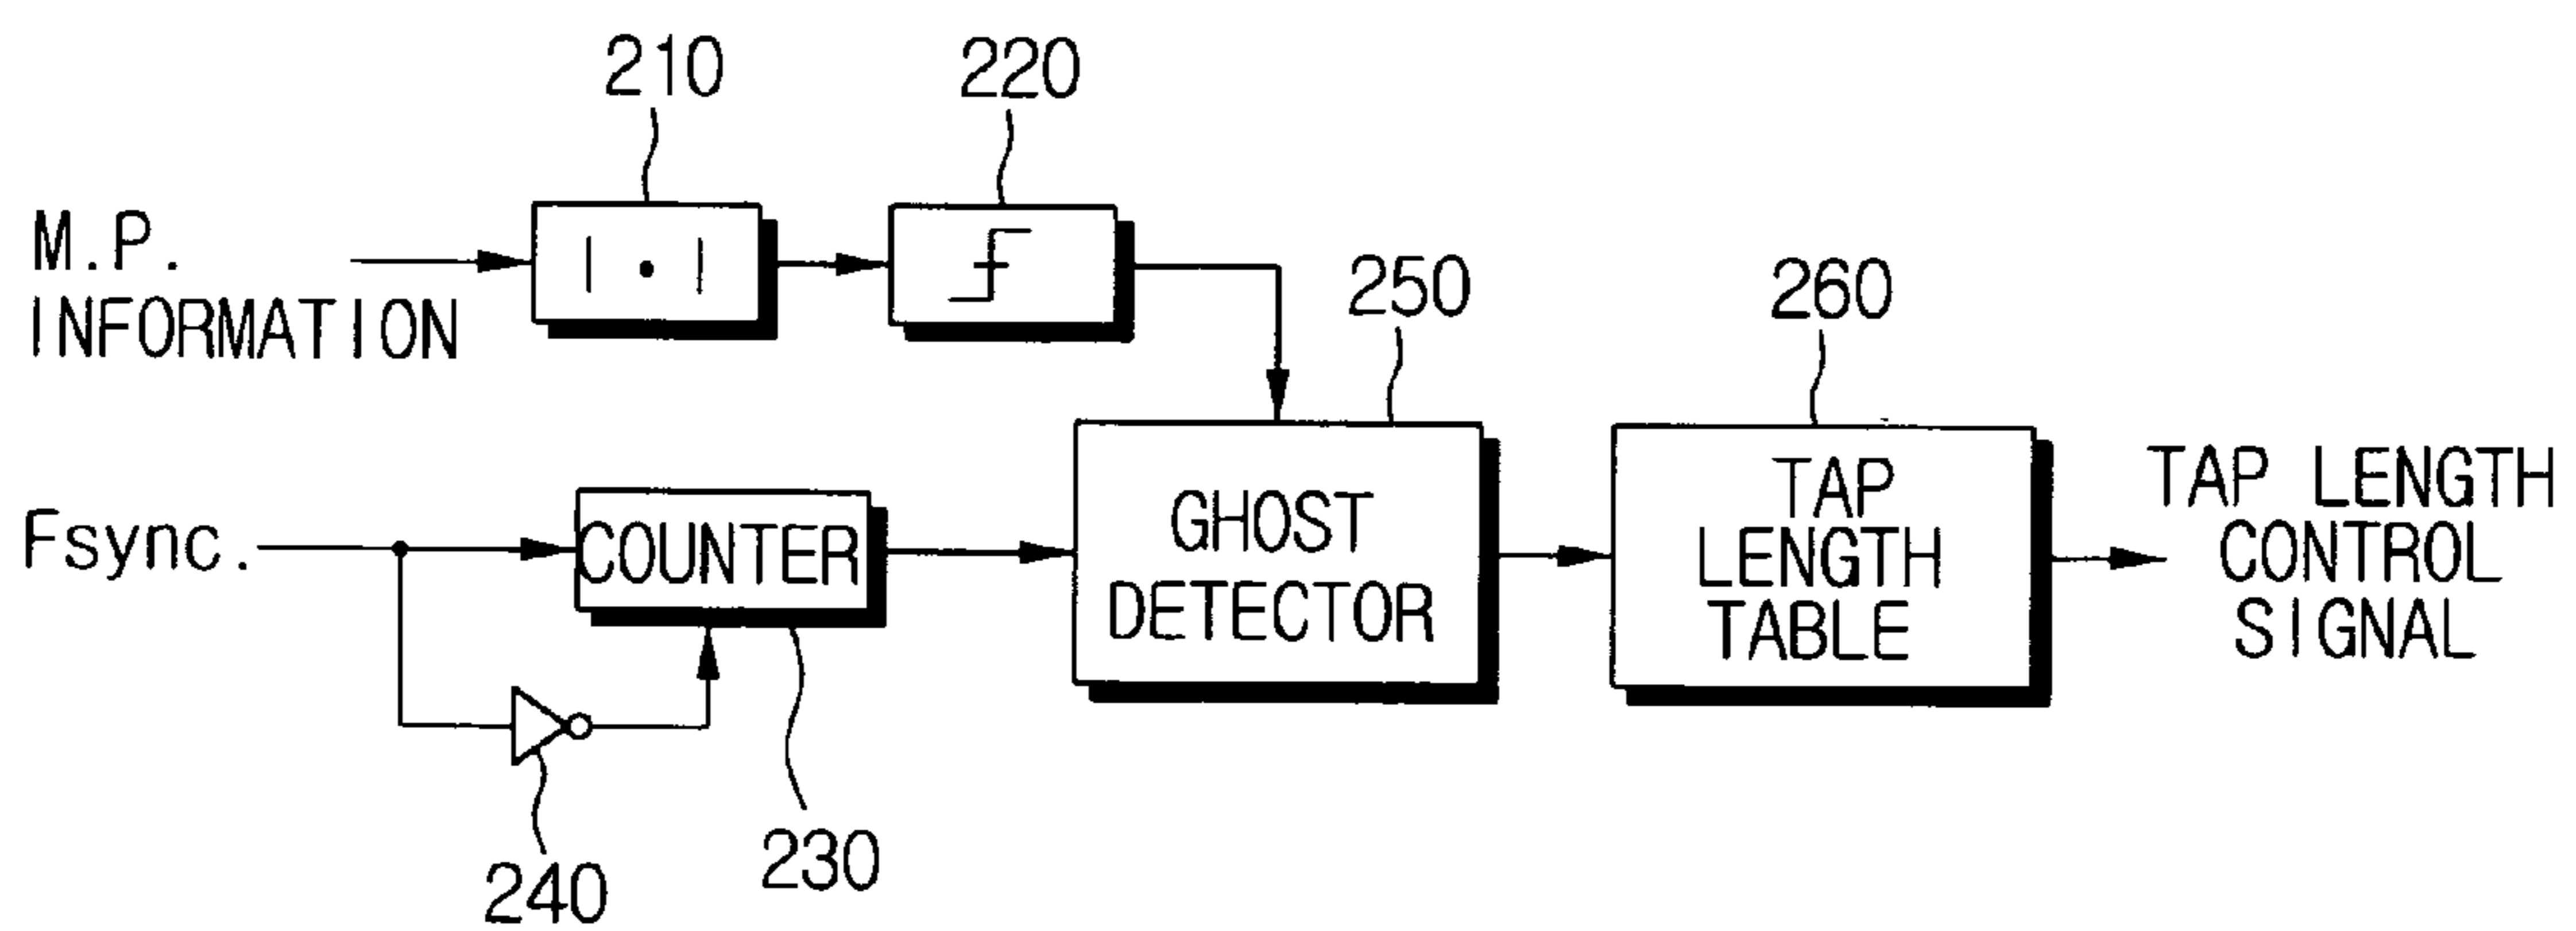 210
220
M.P.
INFORMATION
| • |
250
260
Fsync.
COUNTER
GHOST
DETECTOR
TAP
LENGTH
TABLE
TAP LENGTH
CONTROL
SIGNAL
240
230